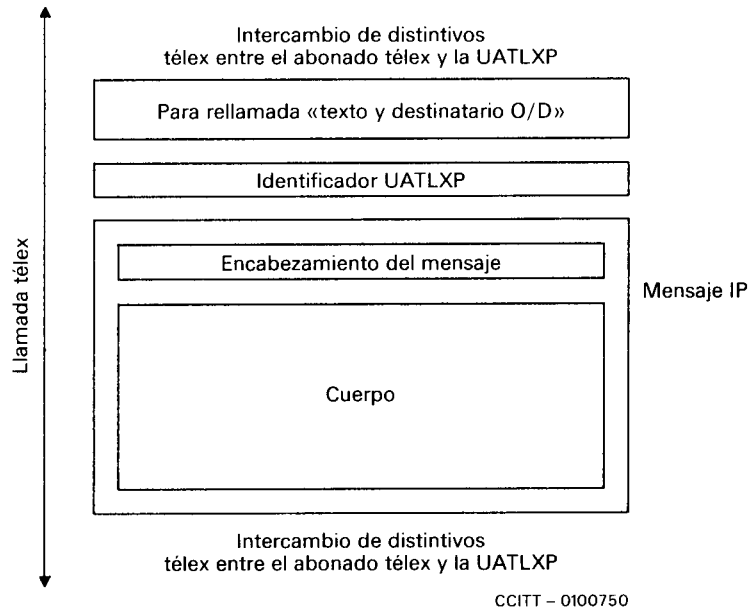 Intercambio de distintivos
télex entre el abonado télex y la UATLXP
Para rellamada «texto y destinatario O/D»
Identificador UATLXP
Encabezamiento del mensaje
Mensaje IP
Llamada télex
Cuerpo
Intercambio de distintivos
télex entre el abonado télex y la UATLXP
CCITT – 0100750